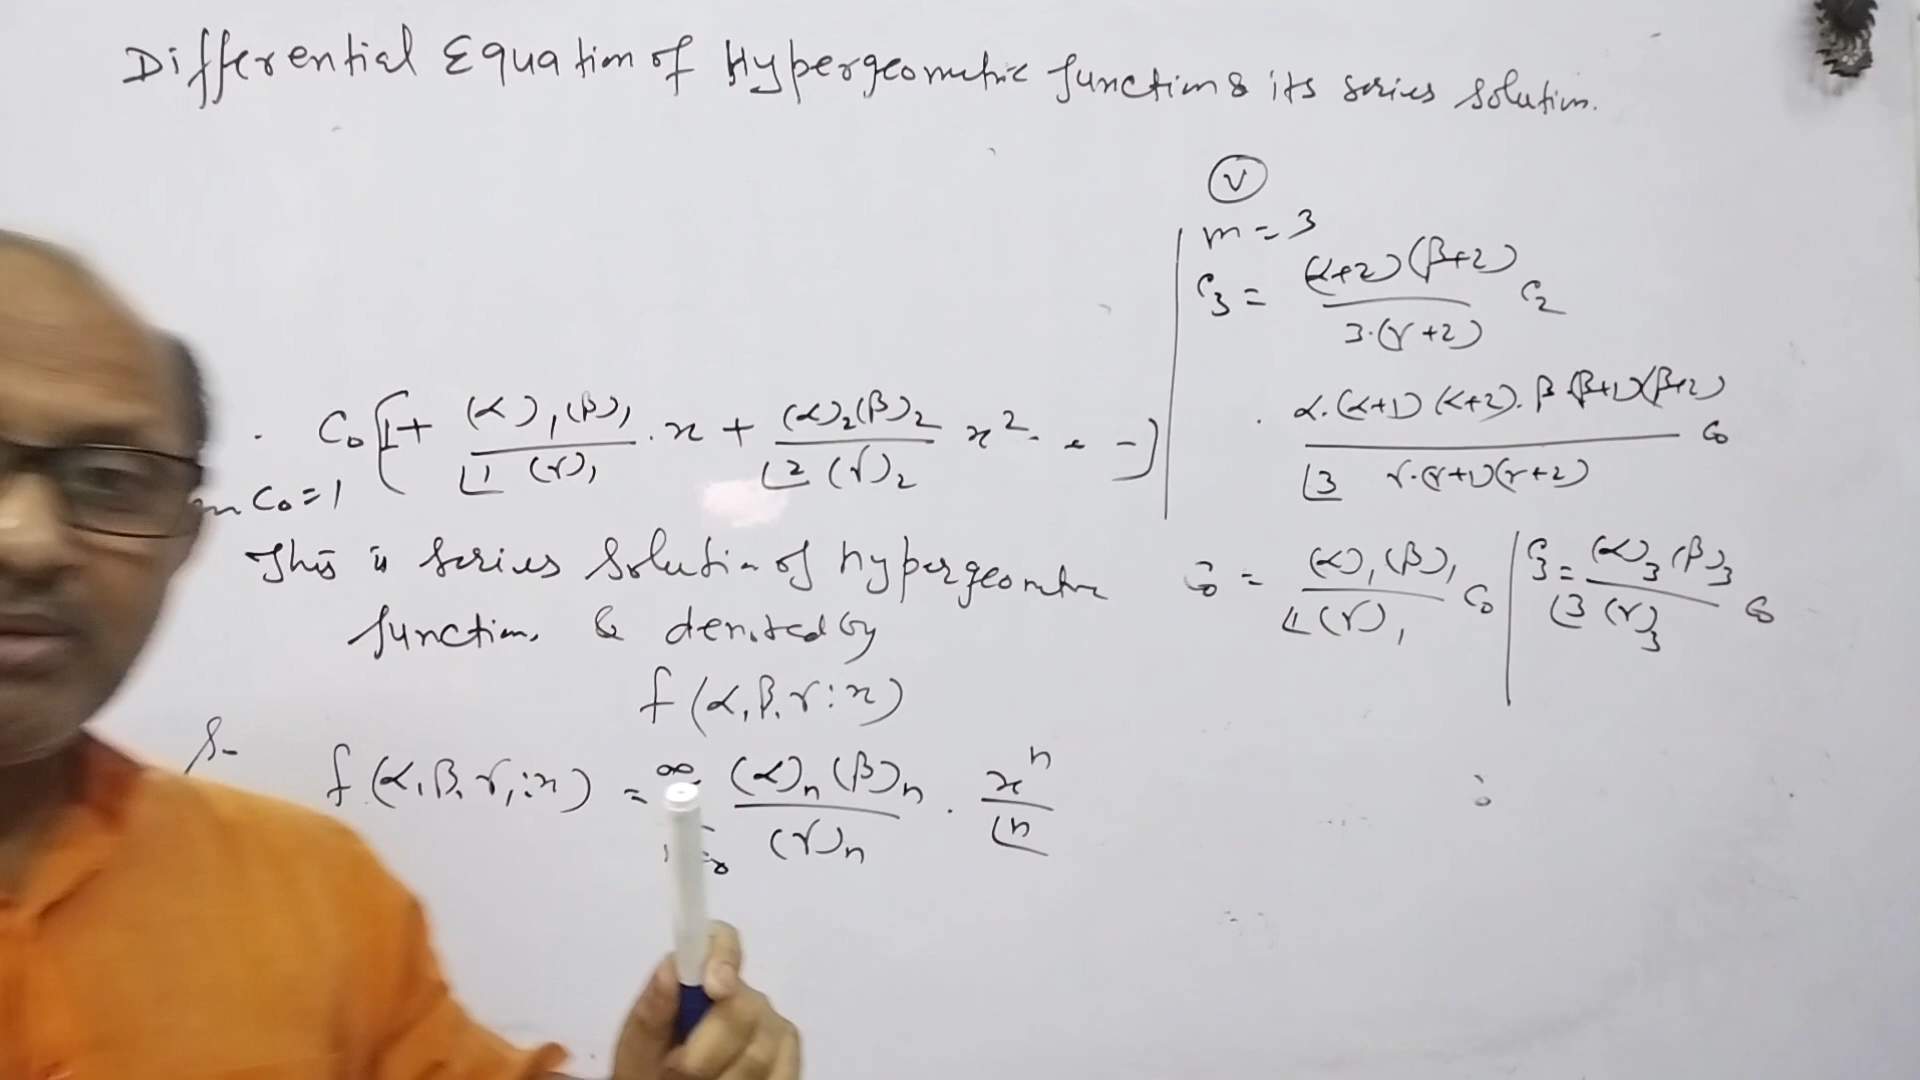 Differential Equation of Hypergeometric function & its series solution.
C₀[1 + (α)₁(β)₁/⌊1 (γ)₁ . x + (α)₂(β)₂/⌊2 (γ)₂ x² . . -]
C₀=1
This is series solution of hypergeometric
function. & denoted by
f(α, β, γ : x)
f(α, β, γ, : x) = ∞ (α)ₙ(β)ₙ/(γ)ₙ . xⁿ/⌊n
V
m = 3
C₃ = (α+2)(β+2)/3.(γ+2) C₂
α.(α+1)(α+2).β.(β+1)(β+2)/⌊3 γ.(γ+1)(γ+2) C₀
= (α)₁(β)₁/⌊1(γ)₁ C₀
C₃ = (α)₃(β)₃/⌊3 (γ)₃ C₀